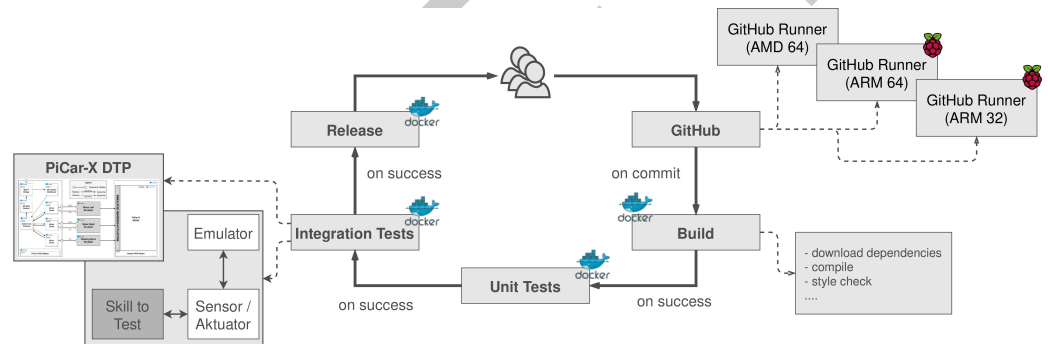 GitHub Runner
(AMD 64)
GitHub Runner
(ARM 64)
GitHub Runner
(ARM 32)
Release
docker
GitHub
on success
on commit
PiCar-X DTP
docker
docker
Integration Tests
Build
Emulator
Unit Tests
docker
on success
on success
Skill to
Test
Sensor /
Aktuator
- download dependencies
- compile
- style check
....